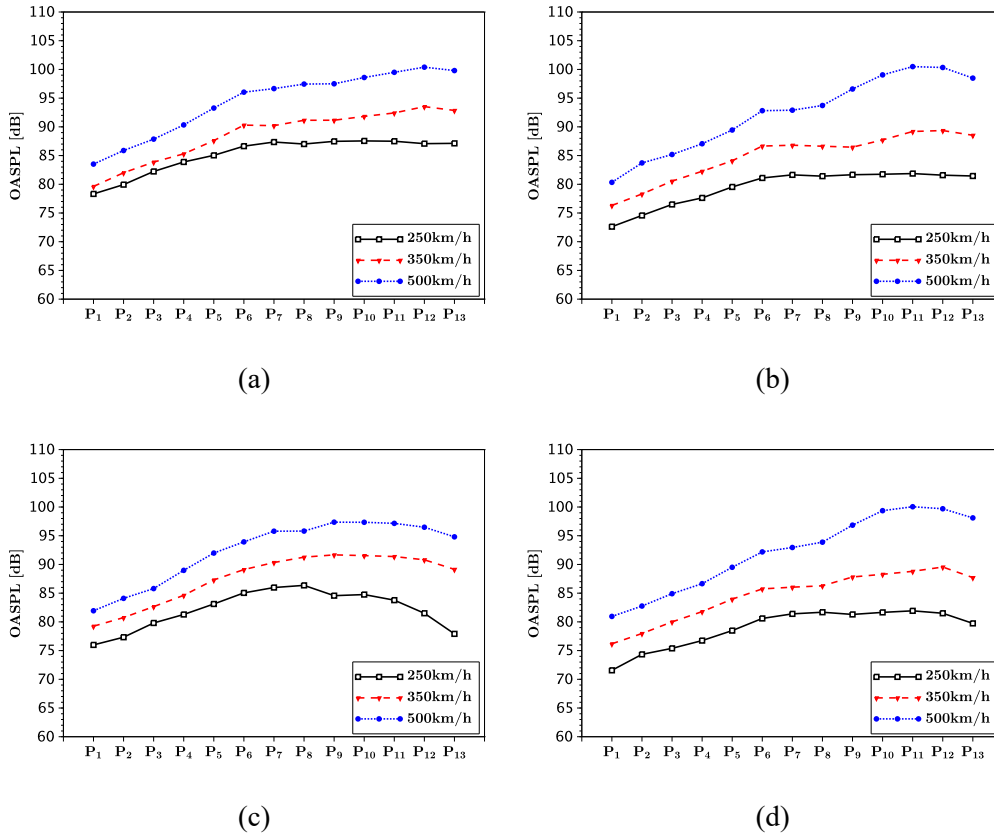 110
105
100
95
90
85
80
75
70
65
60
OASPL [dB]
P₁ P₂ P₃ P₄ P₅ P₆ P₇ P₈ P₉ P₁₀ P₁₁ P₁₂ P₁₃
250km/h
350km/h
500km/h
(a)
110
105
100
95
90
85
80
75
70
65
60
OASPL [dB]
P₁ P₂ P₃ P₄ P₅ P₆ P₇ P₈ P₉ P₁₀ P₁₁ P₁₂ P₁₃
250km/h
350km/h
500km/h
(b)
110
105
100
95
90
85
80
75
70
65
60
OASPL [dB]
P₁ P₂ P₃ P₄ P₅ P₆ P₇ P₈ P₉ P₁₀ P₁₁ P₁₂ P₁₃
250km/h
350km/h
500km/h
(c)
110
105
100
95
90
85
80
75
70
65
60
OASPL [dB]
P₁ P₂ P₃ P₄ P₅ P₆ P₇ P₈ P₉ P₁₀ P₁₁ P₁₂ P₁₃
250km/h
350km/h
500km/h
(d)